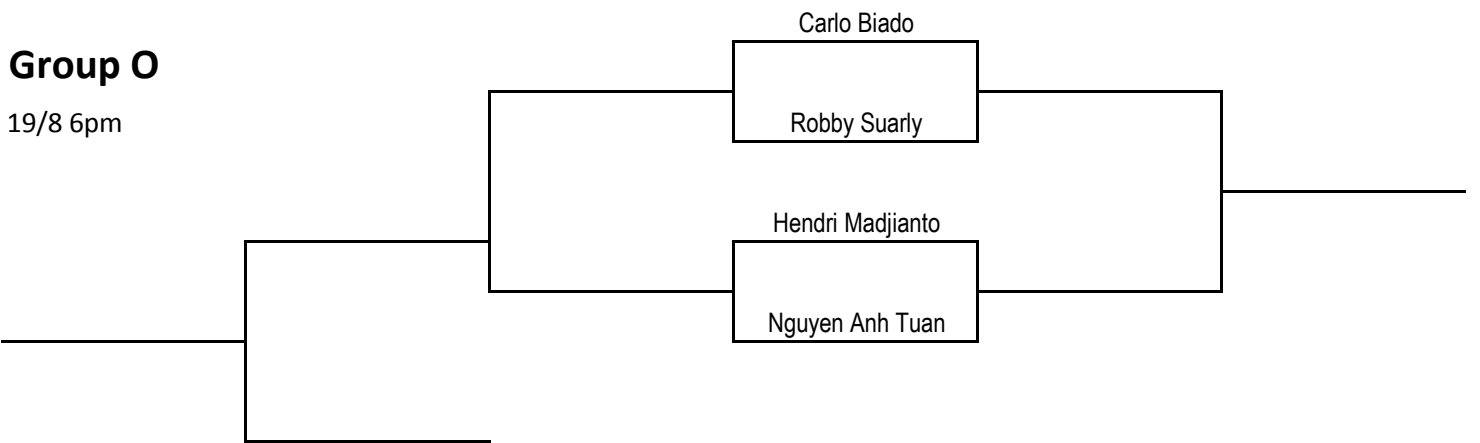 Carlo Biado
Group O
19/8 6pm
Robby Suarly
Hendri Madjianto
Nguyen Anh Tuan